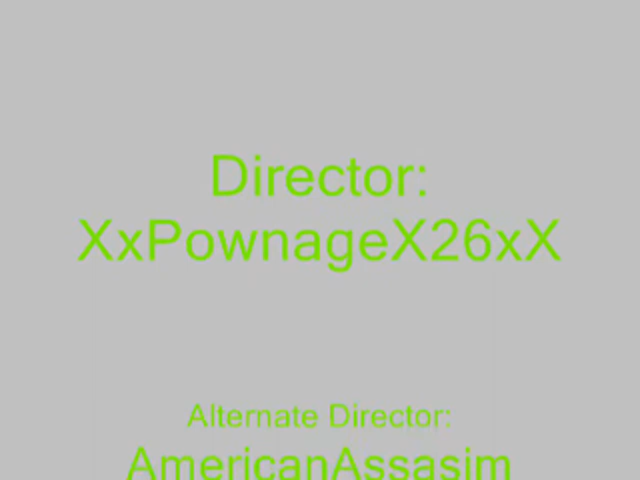 Director:
XxPownageX26xX
Alternate Director:
AmericanAssasim